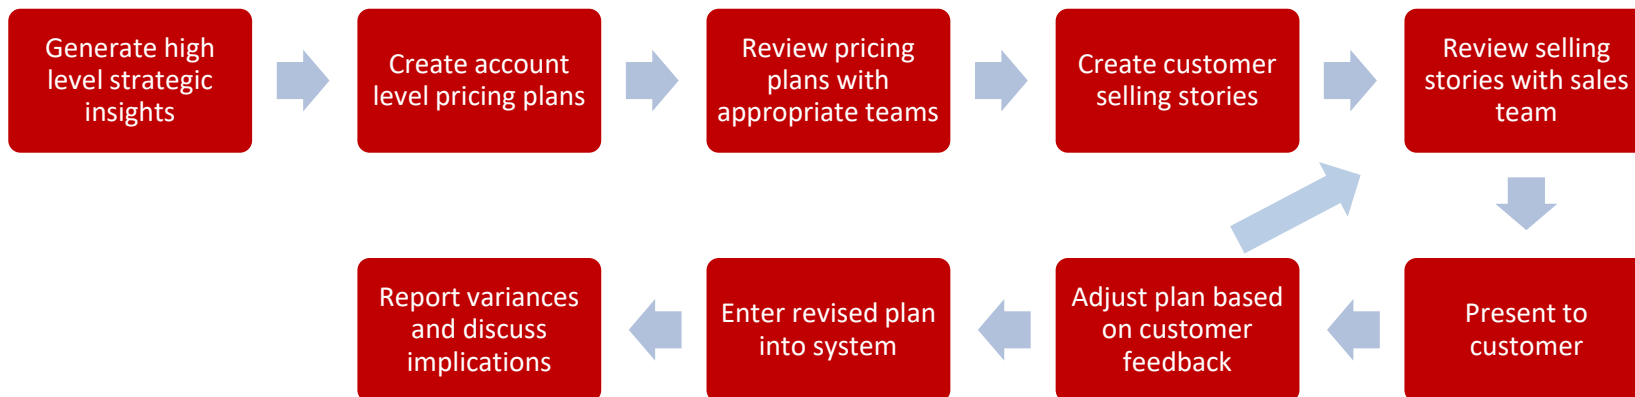 Generate high
level strategic
insights
Create account
level pricing plans
Review pricing
plans with
appropriate teams
Create customer
selling stories
Review selling
stories with sales
team
Present to
customer
Adjust plan based
on customer
feedback
Enter revised plan
into system
Report variances
and discuss
implications